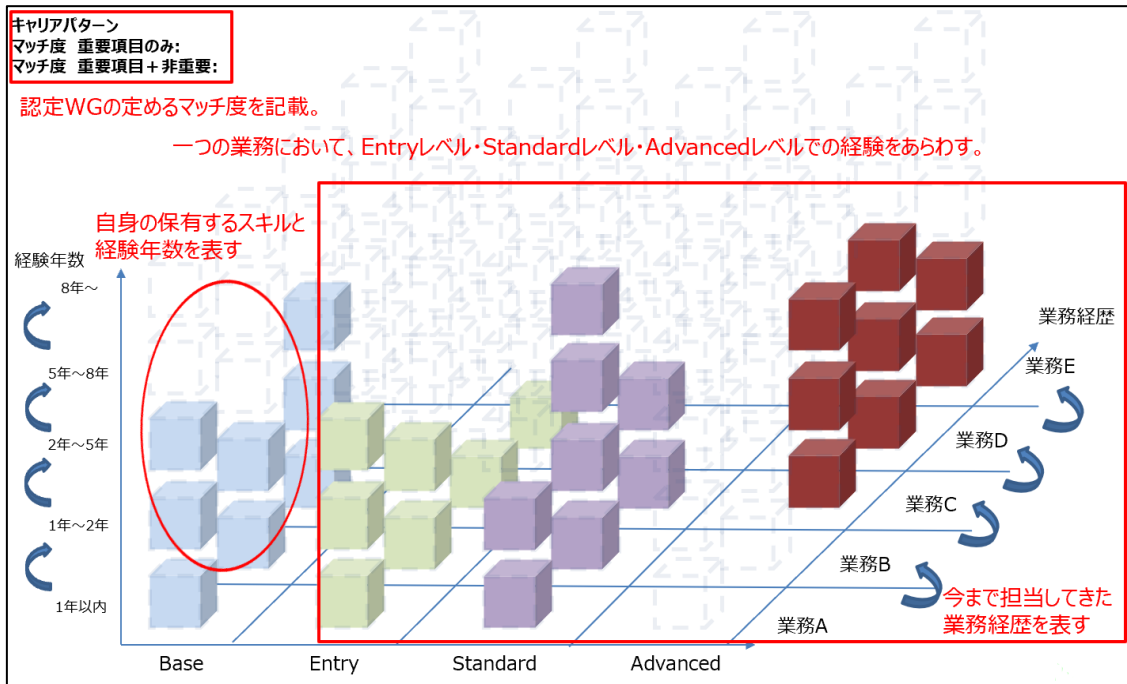 キャリアパターン
マッチ度 重要項目のみ:
マッチ度 重要項目＋非重要:
認定WGの定めるマッチ度を記載。
一つの業務において、Entryレベル・Standardレベル・Advancedレベルでの経験をあらわす。
自身の保有するスキルと
経験年数を表す
経験年数
8年～
5年～8年
2年～5年
1年～2年
1年以内
業務経歴
業務E
業務D
業務C
業務B
業務A
今まで担当してきた
業務経歴を表す
Base
Entry
Standard
Advanced